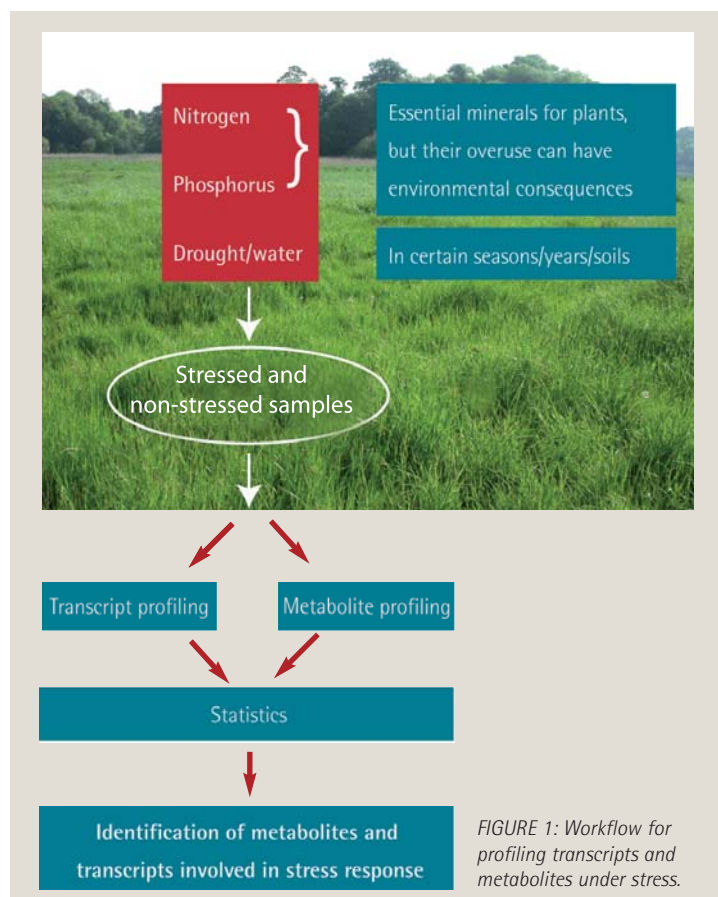 Nitrogen
Phosphorus
Drought/water
Essential minerals for plants,
but their overuse can have
environmental consequences
In certain seasons/years/soils
Stressed and
non-stressed samples
Transcript profiling
Metabolite profiling
Statistics
Identification of metabolites and
transcripts involved in stress response
FIGURE 1: Workflow for
profiling transcripts and
metabolites under stress.